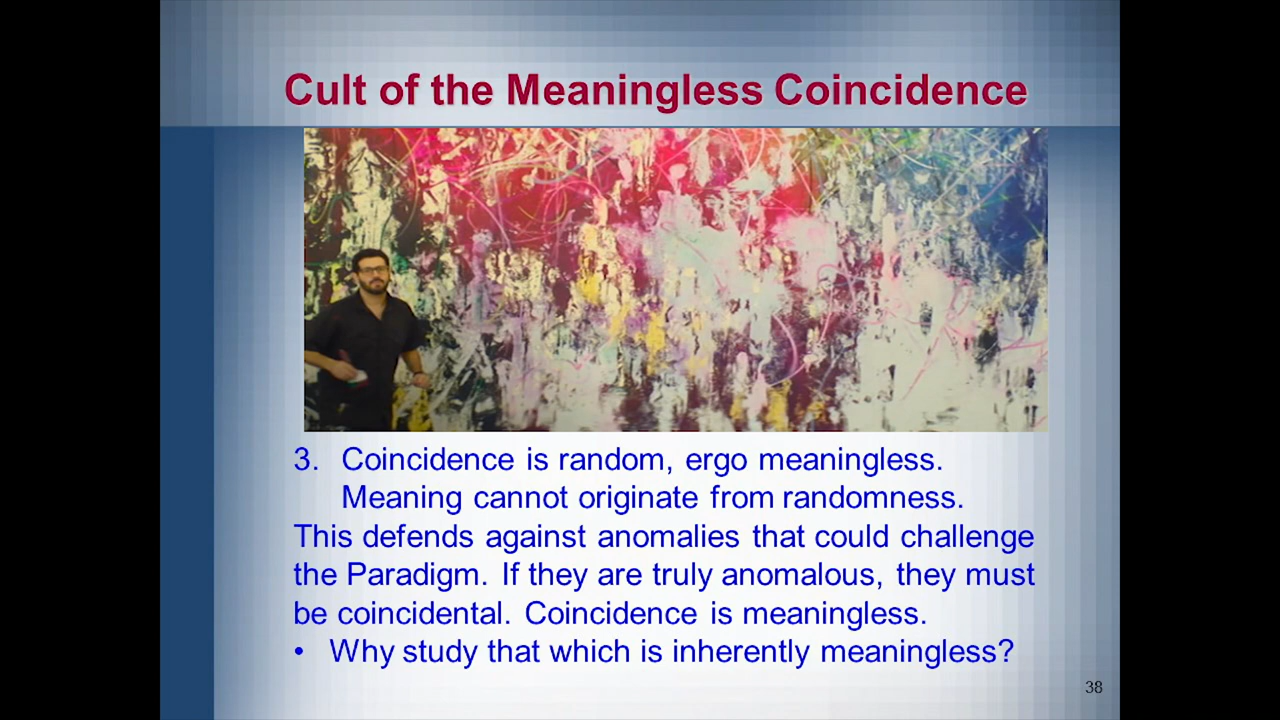 Cult of the Meaningless Coincidence
3. Coincidence is random, ergo meaningless.
Meaning cannot originate from randomness.
This defends against anomalies that could challenge
the Paradigm. If they are truly anomalous, they must
be coincidental. Coincidence is meaningless.
• Why study that which is inherently meaningless?
38